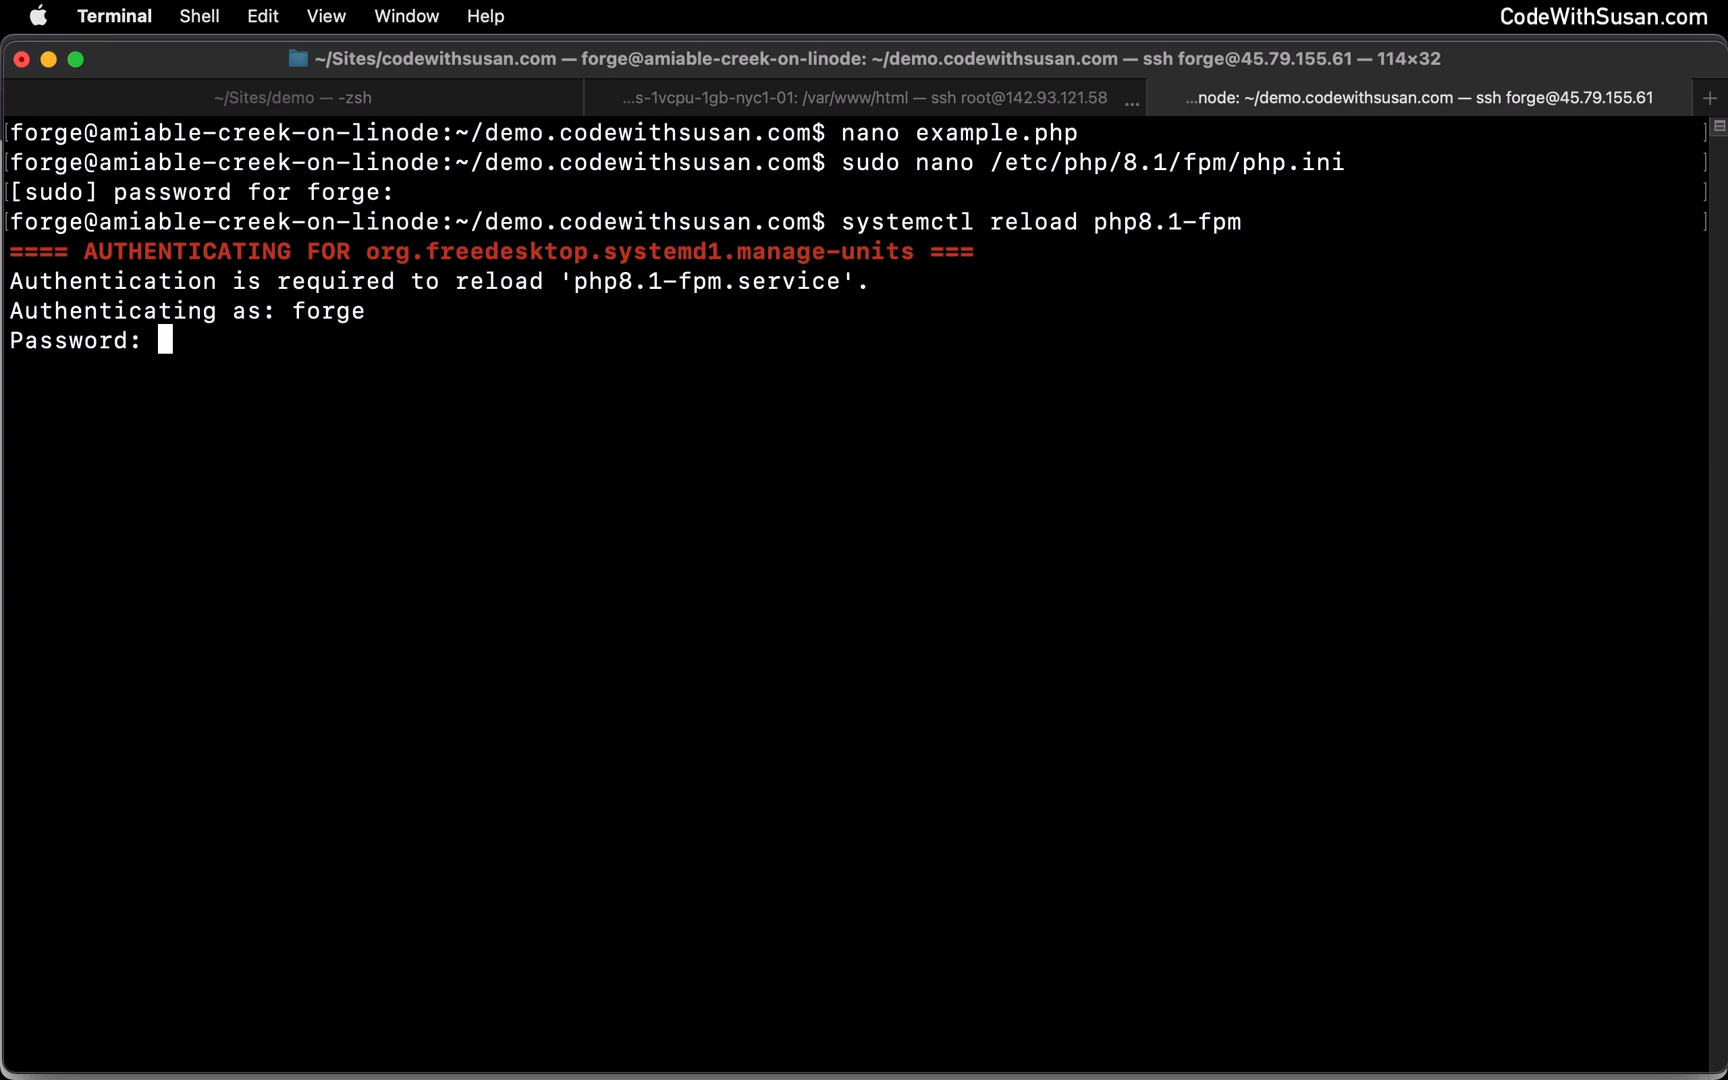 Terminal Shell Edit View Window Help CodeWithSusan.com
~/Sites/codewithsusan.com — forge@amiable-creek-on-linode: ~/demo.codewithsusan.com — ssh forge@45.79.155.61 — 114×32
~/Sites/demo — -zsh ...s-1vcpu-1gb-nyc1-01: /var/www/html — ssh root@142.93.121.58 ... ...node: ~/demo.codewithsusan.com — ssh forge@45.79.155.61 +
[forge@amiable-creek-on-linode:~/demo.codewithsusan.com$ nano example.php ]
[forge@amiable-creek-on-linode:~/demo.codewithsusan.com$ sudo nano /etc/php/8.1/fpm/php.ini ]
[[sudo] password for forge: ]
[forge@amiable-creek-on-linode:~/demo.codewithsusan.com$ systemctl reload php8.1-fpm ]
==== AUTHENTICATING FOR org.freedesktop.systemd1.manage-units ===
Authentication is required to reload 'php8.1-fpm.service'.
Authenticating as: forge
Password: